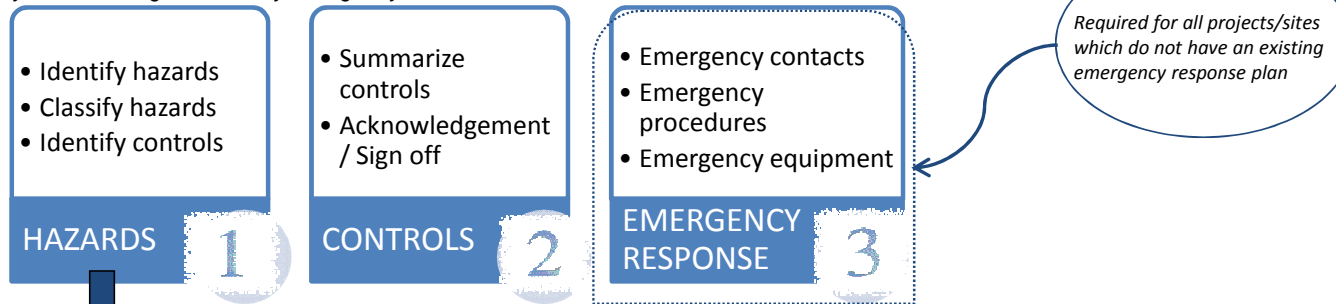 • Identify hazards
• Classify hazards
• Identify controls
HAZARDS
1
• Summarize
controls
• Acknowledgement
/ Sign off
CONTROLS
2
• Emergency contacts
• Emergency
procedures
• Emergency equipment
EMERGENCY
RESPONSE
3
Required for all projects/sites
which do not have an existing
emergency response plan